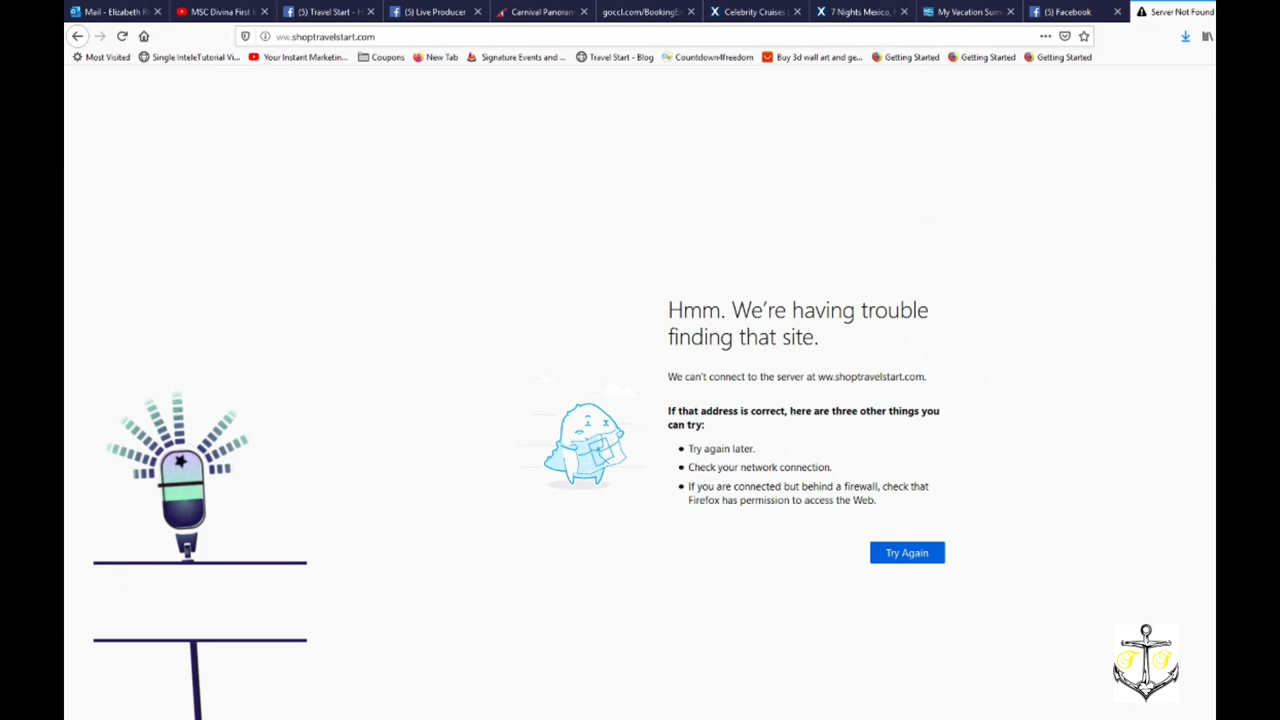 Mail - Elizabeth R
MSC Divina First I
(5) Travel Start - H
(5) Live Producer
Carnival Panoram
goccl.com/BookingEn
Celebrity Cruises
7 Nights Mexico,
My Vacation Sum
(5) Facebook
Server Not Found
ww.shoptravelstart.com
Most Visited
Single InteleTutorial Vi...
Your Instant Marketin...
Coupons
New Tab
Signature Events and ...
Travel Start - Blog
Countdown4freedom
Buy 3d wall art and ge...
Getting Started
Getting Started
Getting Started
Hmm. We're having trouble
finding that site.
We can't connect to the server at ww.shoptravelstart.com.
If that address is correct, here are three other things you
can try:
Try again later.
Check your network connection.
If you are connected but behind a firewall, check that
Firefox has permission to access the Web.
Try Again
T S